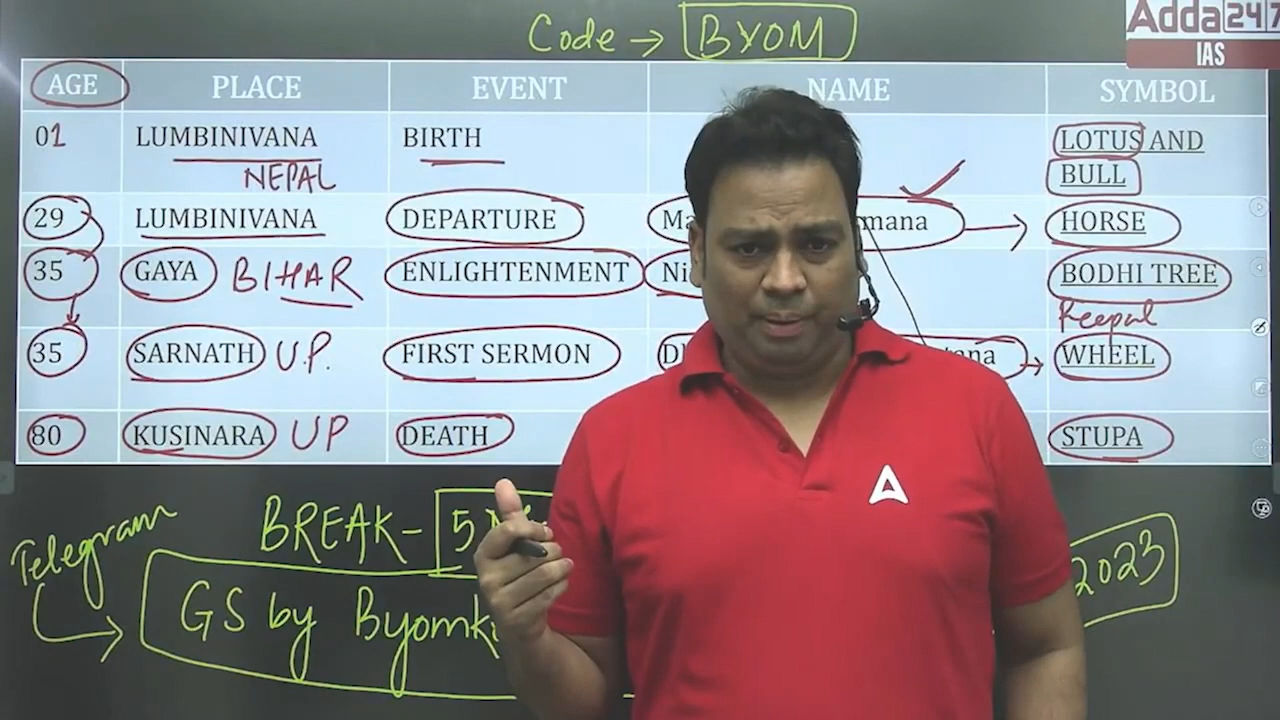 Code → BYOM
Adda247
IAS
AGE PLACE EVENT NAME SYMBOL
01 LUMBINIVANA BIRTH LOTUS AND BULL
NEPAL
29 LUMBINIVANA DEPARTURE HORSE
35 GAYA BIHAR ENLIGHTENMENT BODHI TREE
Peepal
35 SARNATH U.P. FIRST SERMON WHEEL
80 KUSINARA UP DEATH STUPA
BREAK- 5
Telegram
GS by
2023